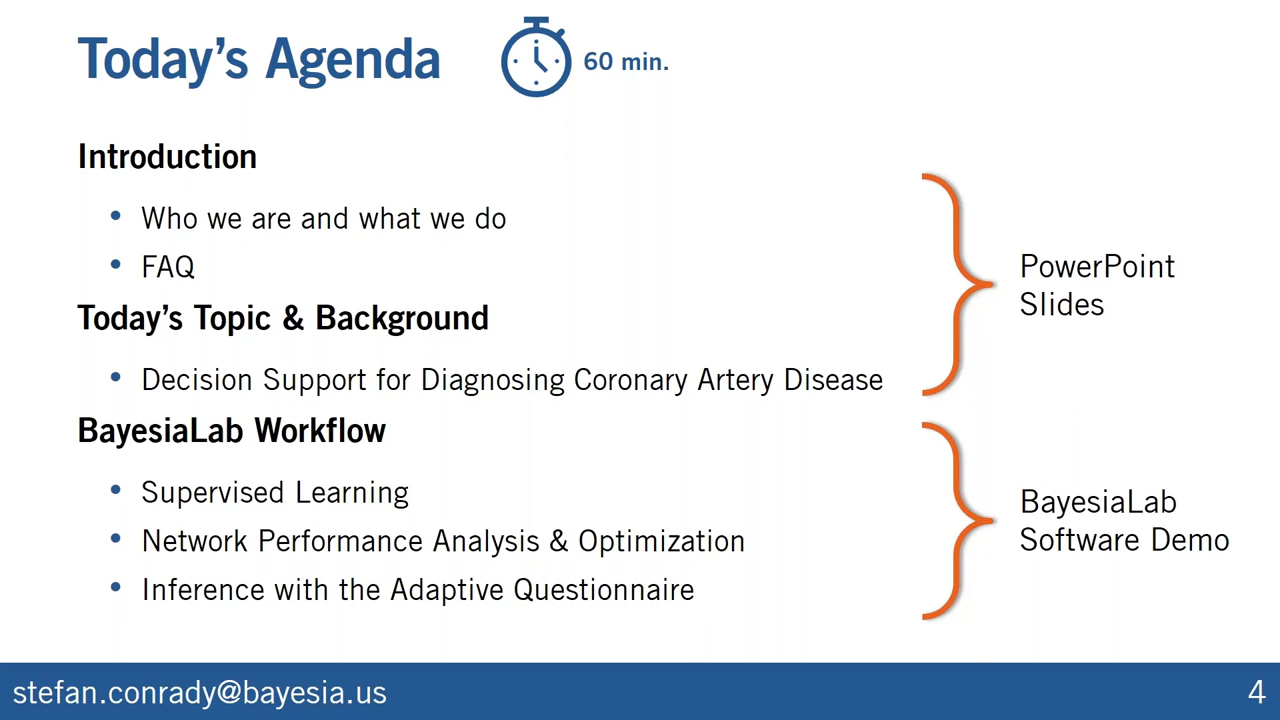 Today's Agenda
60 min.
Introduction
• Who we are and what we do
• FAQ
Today's Topic & Background
• Decision Support for Diagnosing Coronary Artery Disease
PowerPoint
Slides
BayesiaLab Workflow
• Supervised Learning
• Network Performance Analysis & Optimization
• Inference with the Adaptive Questionnaire
BayesiaLab
Software Demo
stefan.conrady@bayesia.us
4